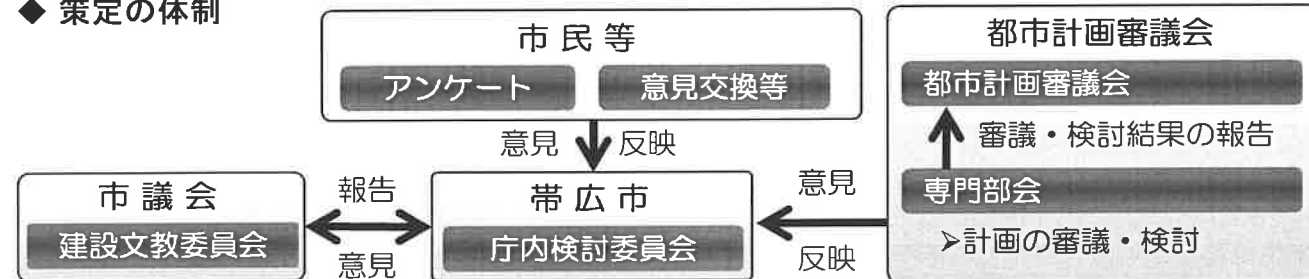 ◆ 策定の体制
市民等
アンケート
意見交換等
意見
反映
市議会
建設文教委員会
報告
意見
帯広市
庁内検討委員会
意見
反映
都市計画審議会
都市計画審議会
審議・検討結果の報告
専門部会
➢計画の審議・検討